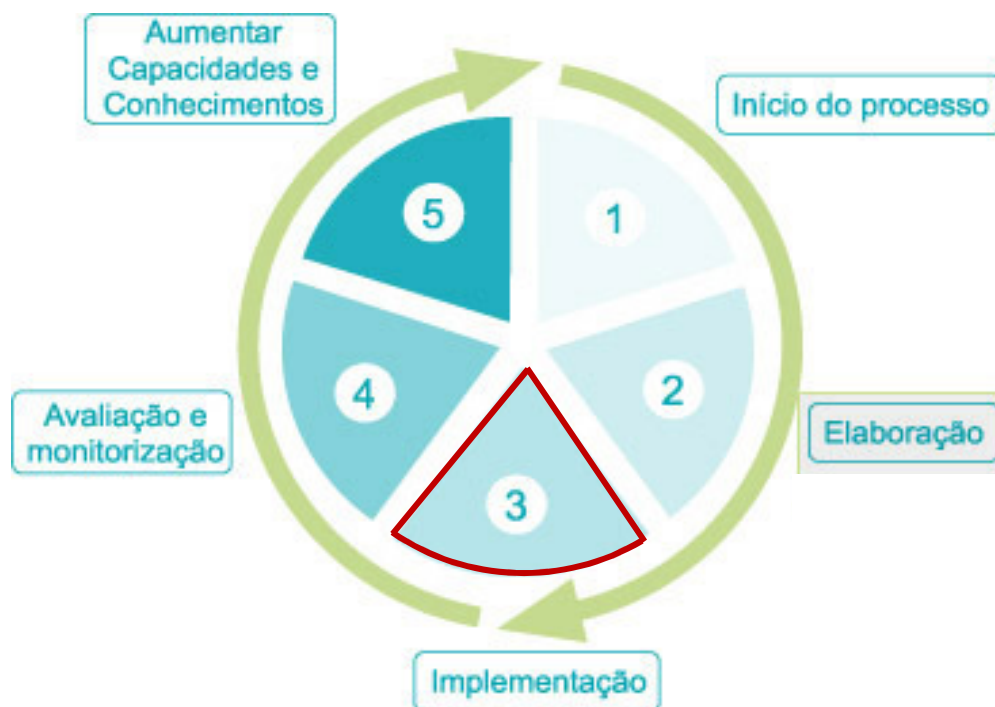 Aumentar
Capacidades e
Conhecimentos
Início do processo
5
1
4
2
3
Avaliação e
monitorização
Elaboração
Implementação